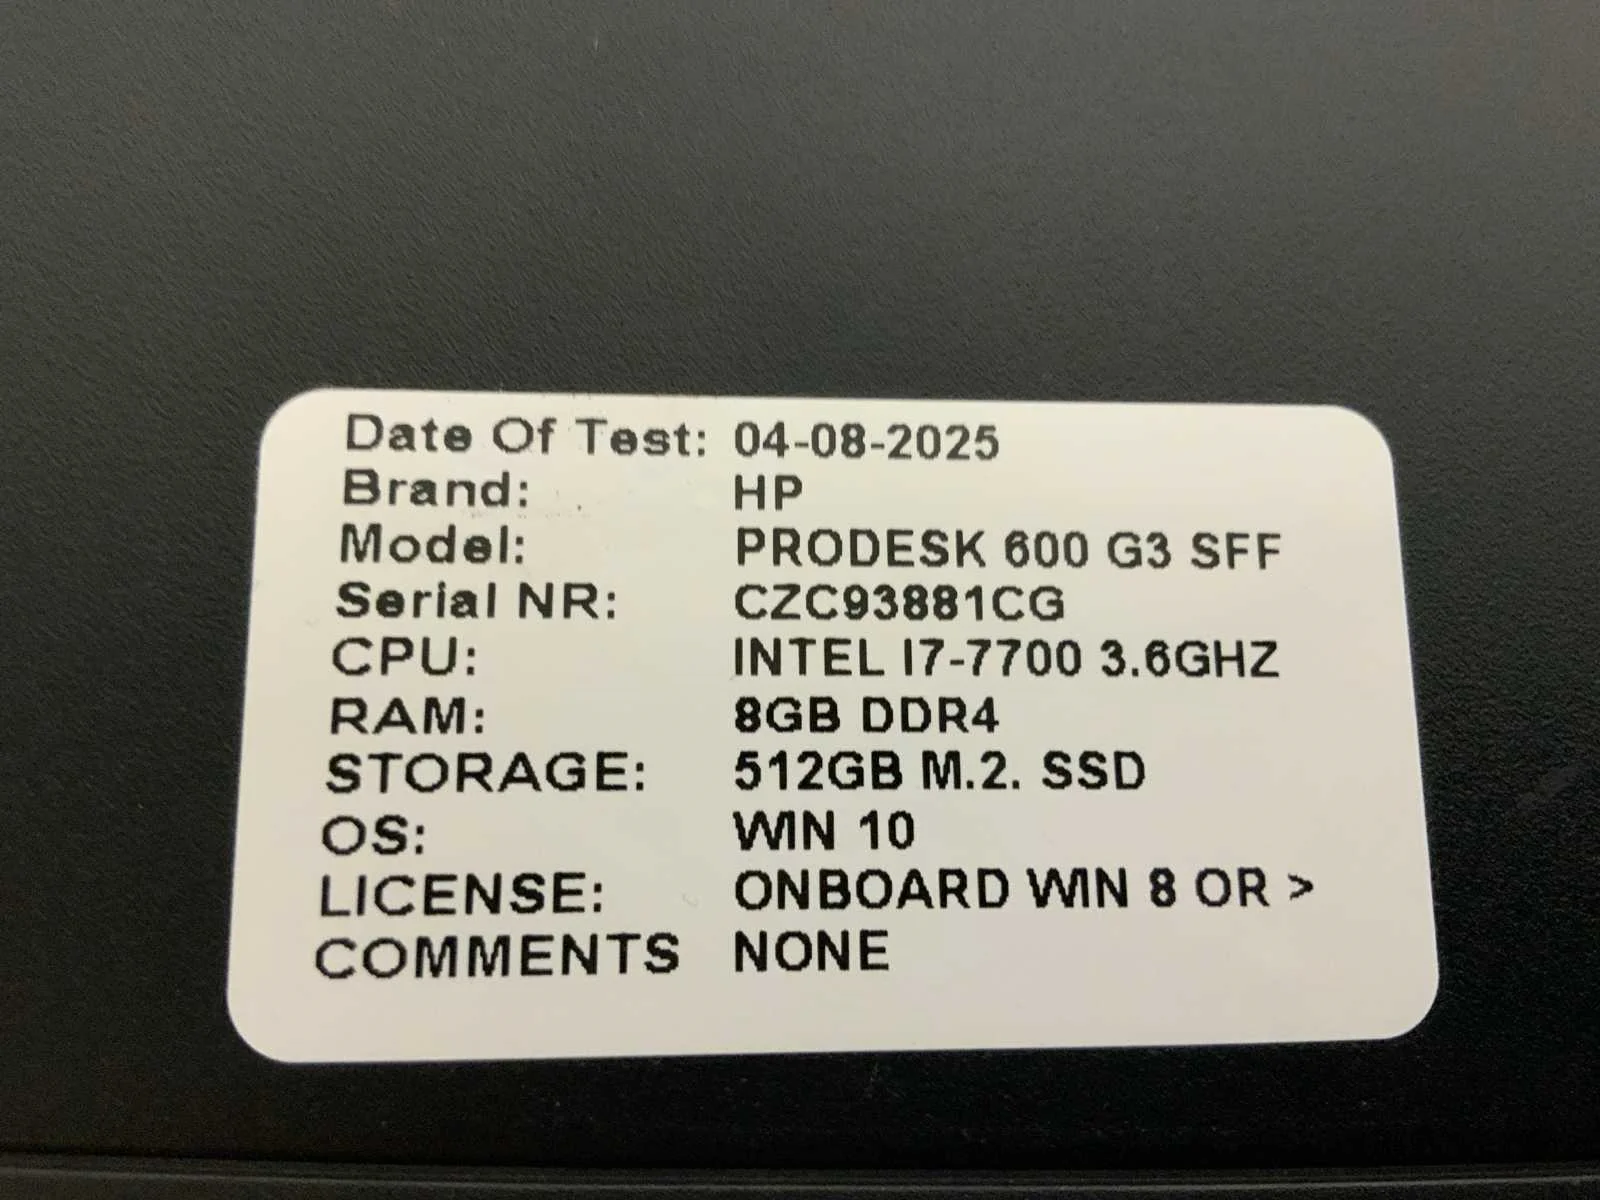 Date Of Test: 04-08-2025
Brand: HP
Model: PRODESK 600 G3 SFF
Serial NR: CZC93881CG
CPU: INTEL I7-7700 3.6GHZ
RAM: 8GB DDR4
STORAGE: 512GB M.2. SSD
OS: WIN 10
LICENSE: ONBOARD WIN 8 OR >
COMMENTS NONE